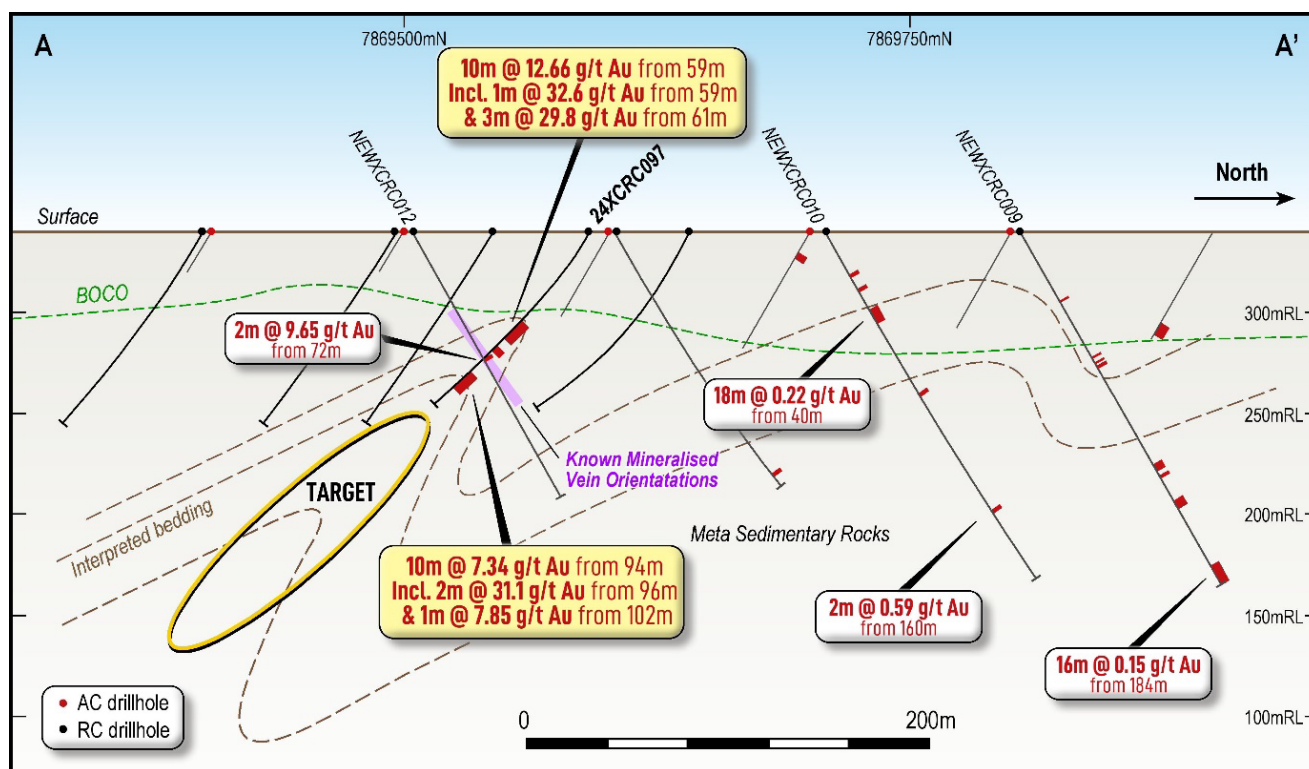 A
7869500mN
7869750mN
A'
10m @ 12.66 g/t Au from 59m
Incl. 1m @ 32.6 g/t Au from 59m
& 3m @ 29.8 g/t Au from 61m
NEWXCRC012
24XCRC097
NEWXCRC010
NEWXCRC009
North
Surface
BOCO
300mRL
2m @ 9.65 g/t Au
from 72m
18m @ 0.22 g/t Au
from 40m
250mRL
Known Mineralised
Vein Orientatations
TARGET
Interpreted bedding
200mRL
Meta Sedimentary Rocks
10m @ 7.34 g/t Au from 94m
Incl. 2m @ 31.1 g/t Au from 96m
& 1m @ 7.85 g/t Au from 102m
2m @ 0.59 g/t Au
from 160m
150mRL
16m @ 0.15 g/t Au
from 184m
AC drillhole
RC drillhole
0
200m
100mRL